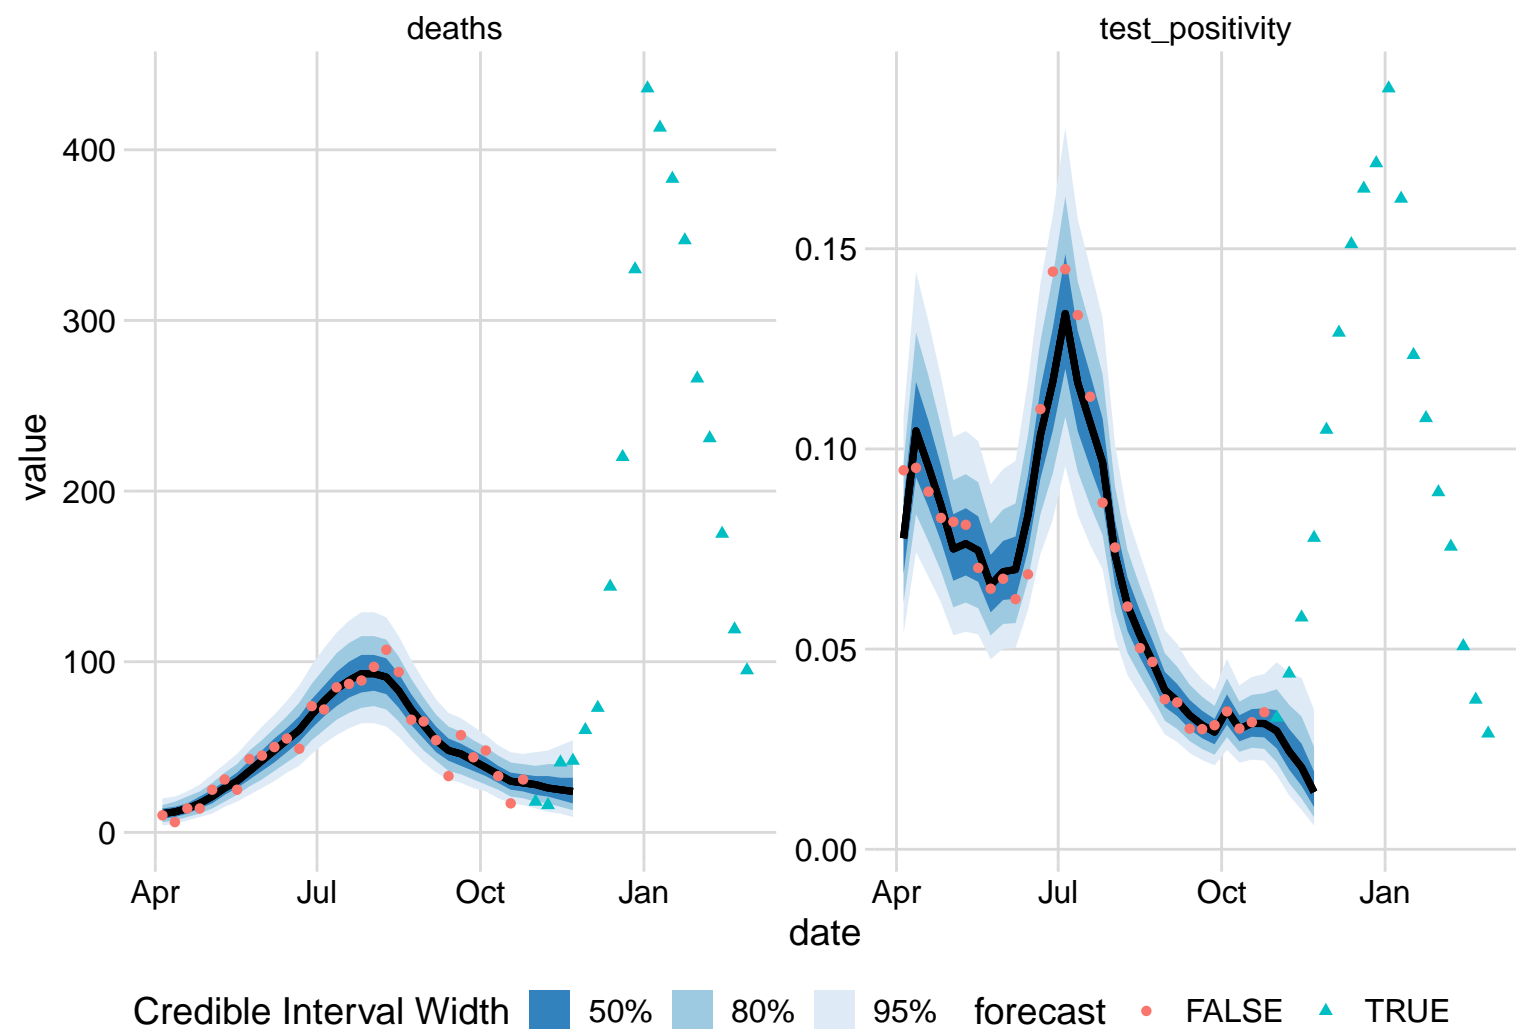 deaths
test_positivity
value
400
300
200
100
0
0.15
0.10
0.05
0.00
Apr
Jul
Oct
Jan
Apr
Jul
Oct
Jan
date
Credible Interval Width 50% 80% 95% forecast FALSE TRUE